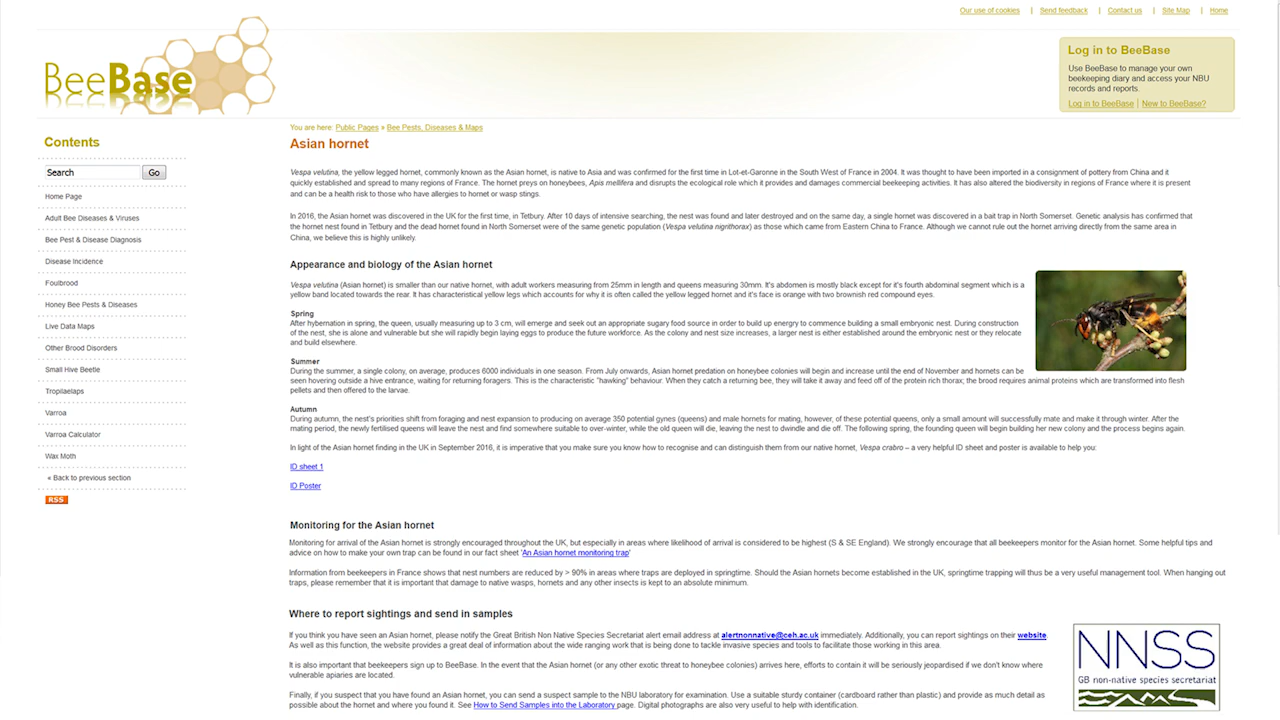 Our use of cookies | Send feedback | Contact us | Site Map | Home
BeeBase
Log in to BeeBase
Use BeeBase to manage your own
beekeeping diary and access your NBU
records and reports.
Log in to BeeBase | New to BeeBase?
Contents
Search Go
Home Page
Adult Bee Diseases & Viruses
Bee Pest & Disease Diagnosis
Disease Incidence
Foulbrood
Honey Bee Pests & Diseases
Live Data Maps
Other Brood Disorders
Small Hive Beetle
Tropilaelaps
Varroa
Varroa Calculator
Wax Moth
« Back to previous section
RSS
You are here: Public Pages » Bee Pests, Diseases & Maps
Asian hornet
Vespa velutina, the yellow legged hornet, commonly known as the Asian hornet, is native to Asia and was confirmed for the first time in Lot-et-Garonne in the South West of France in 2004. It was thought to have been imported in a consignment of pottery from China and it
quickly established and spread to many regions of France. The hornet preys on honeybees, Apis mellifera and disrupts the ecological role which it provides and damages commercial beekeeping activities. It has also altered the biodiversity in regions of France where it is present
and can be a health risk to those who have allergies to hornet or wasp stings.
In 2016, the Asian hornet was discovered in the UK for the first time, in Tetbury. After 10 days of intensive searching, the nest was found and later destroyed and on the same day, a single hornet was discovered in a bait trap in North Somerset. Genetic analysis has confirmed
that the hornet nest found in Tetbury and the dead hornet found in North Somerset were of the same genetic population (Vespa velutina nigrithorax) as those which came from Eastern China to France. Although we cannot rule out the hornet arriving directly from the same area in
China, we believe this is highly unlikely.
Appearance and biology of the Asian hornet
Vespa velutina (Asian hornet) is smaller than our native hornet, with adult workers measuring from 25mm in length and queens measuring 30mm. It's abdomen is mostly black except for it's fourth abdominal segment which is a
yellow band located towards the rear. It has characteristical yellow legs which accounts for why it is often called the yellow legged hornet and it's face is orange with two brownish red compound eyes.
Spring
After hybernation in spring, the queen, usually measuring up to 3 cm, will emerge and seek out an appropriate sugary food source in order to build up energry to commence building a small embryonic nest. During construction
of the nest, she is alone and vulnerable but she will rapidly begin laying eggs to produce the future workforce. As the colony and nest size increases, a larger nest is either established around the embryonic nest or they relocate
and build elsewhere.
Summer
During the summer, a single colony, on average, produces 6000 individuals in one season. From July onwards, Asian hornet predation on honeybee colonies will begin and increase until the end of November and hornets can be
seen hovering outside a hive entrance, waiting for returning foragers. This is the characteristic "hawking" behaviour. When they catch a returning bee, they will take it away and feed off of the protein rich thorax; the brood requires animal proteins which are transformed into flesh
pellets and then offered to the larvae.
Autumn
During autumn, the nest's priorities shift from foraging and nest expansion to producing on average 350 potential gynes (queens) and male hornets for mating, however, of these potential queens, only a small amount will successfully mate and make it through winter. After the
mating period, the newly fertilised queens will leave the nest and find somewhere suitable to over-winter, while the old queen will die, leaving the nest to dwindle and die off. The following spring, the founding queen will begin building her new colony and the process begins again.
In light of the Asian hornet finding in the UK in September 2016, it is imperative that you make sure you know how to recognise and can distinguish them from our native hornet, Vespa crabro – a very helpful ID sheet and poster is available to help you:
ID sheet 1
ID Poster
Monitoring for the Asian hornet
Monitoring for arrival of the Asian hornet is strongly encouraged throughout the UK, but especially in areas where likelihood of arrival is considered to be highest (S & SE England). We strongly encourage that all beekeepers monitor for the Asian hornet. Some helpful tips and
advice on how to make your own trap can be found in our fact sheet 'An Asian hornet monitoring trap'
Information from beekeepers in France shows that nest numbers are reduced by > 90% in areas where traps are deployed in springtime. Should the Asian hornets become established in the UK, springtime trapping will thus be a very useful management tool. When hanging out
traps, please remember that it is important that damage to native wasps, hornets and any other insects is kept to an absolute minimum.
Where to report sightings and send in samples
If you think you have seen an Asian hornet, please notify the Great British Non Native Species Secretariat alert email address at alertnonnative@ceh.ac.uk immediately. Additionally, you can report sightings on their website.
As well as this function, the website provides a great deal of information about the wide ranging work that is being done to tackle invasive species and tools to facilitate those working in this area.
It is also important that beekeepers sign up to BeeBase. In the event that the Asian hornet (or any other exotic threat to honeybee colonies) arrives here, efforts to contain it will be seriously jeopardised if we don't know where
vulnerable apiaries are located.
Finally, if you suspect that you have found an Asian hornet, you can send a suspect sample to the NBU laboratory for examination. Use a suitable sturdy container (cardboard rather than plastic) and provide as much detail as
possible about the hornet and where you found it. See How to Send Samples into the Laboratory page. Digital photographs are also very useful to help with identification.
NNSS
GB non-native species secretariat